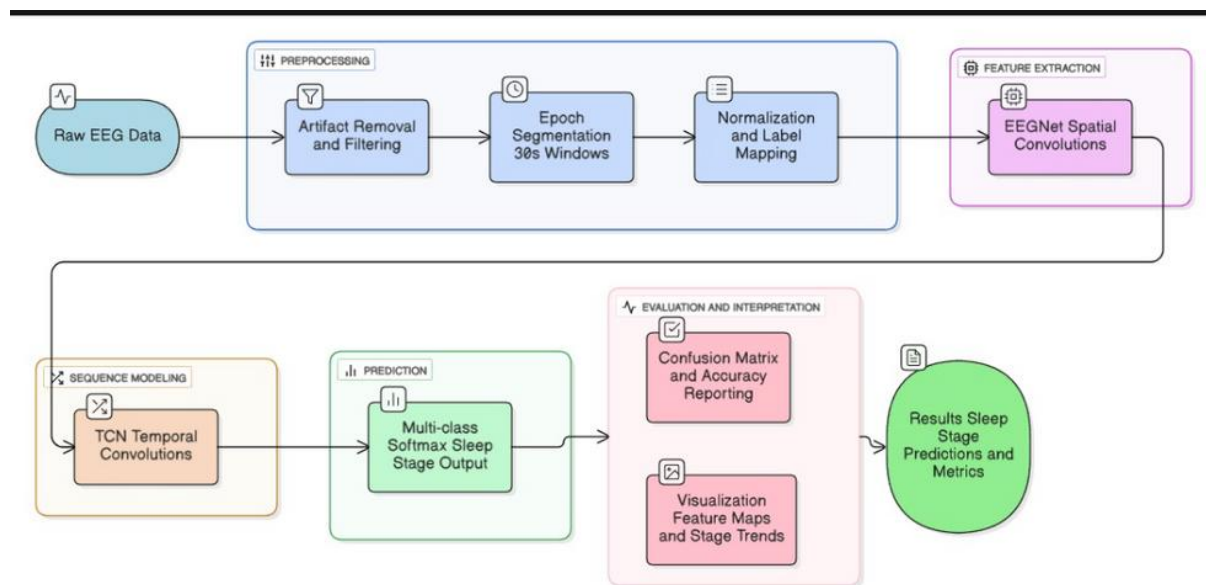 PREPROCESSING
FEATURE EXTRACTION
Raw EEG Data
Artifact Removal
and Filtering
Epoch
Segmentation
30s Windows
Normalization
and Label
Mapping
EEGNet Spatial
Convolutions
SEQUENCE MODELING
TCN Temporal
Convolutions
PREDICTION
Multi-class
Softmax Sleep
Stage Output
EVALUATION AND INTERPRETATION
Confusion Matrix
and Accuracy
Reporting
Visualization
Feature Maps
and Stage Trends
Results Sleep
Stage
Predictions and
Metrics